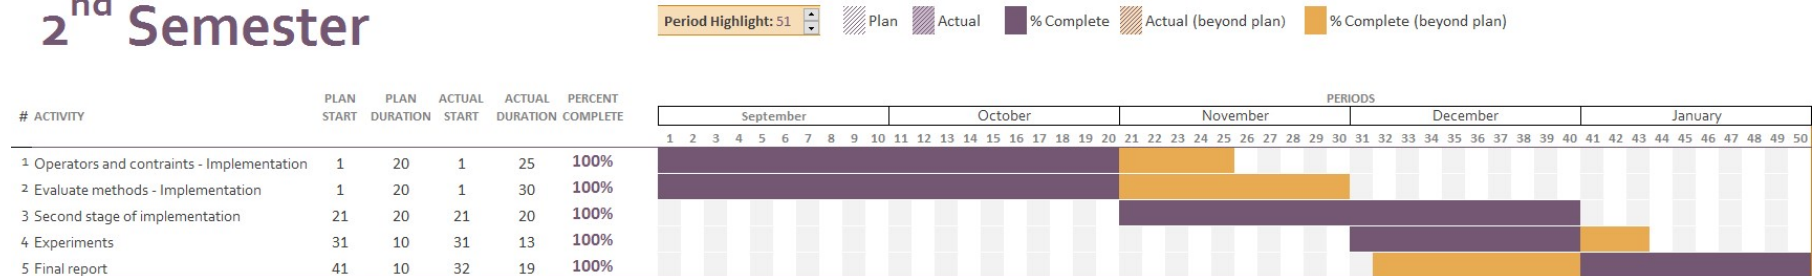 2nd Semester
Period Highlight: 51 Plan Actual % Complete Actual (beyond plan) % Complete (beyond plan)
PLAN PLAN ACTUAL ACTUAL PERCENT PERIODS
# ACTIVITY START DURATION START DURATION COMPLETE September October November December January
1 2 3 4 5 6 7 8 9 10 11 12 13 14 15 16 17 18 19 20 21 22 23 24 25 26 27 28 29 30 31 32 33 34 35 36 37 38 39 40 41 42 43 44 45 46 47 48 49 50
1 Operators and contraints - Implementation 1 20 1 25 100%
2 Evaluate methods - Implementation 1 20 1 30 100%
3 Second stage of implementation 21 20 21 20 100%
4 Experiments 31 10 31 13 100%
5 Final report 41 10 32 19 100%